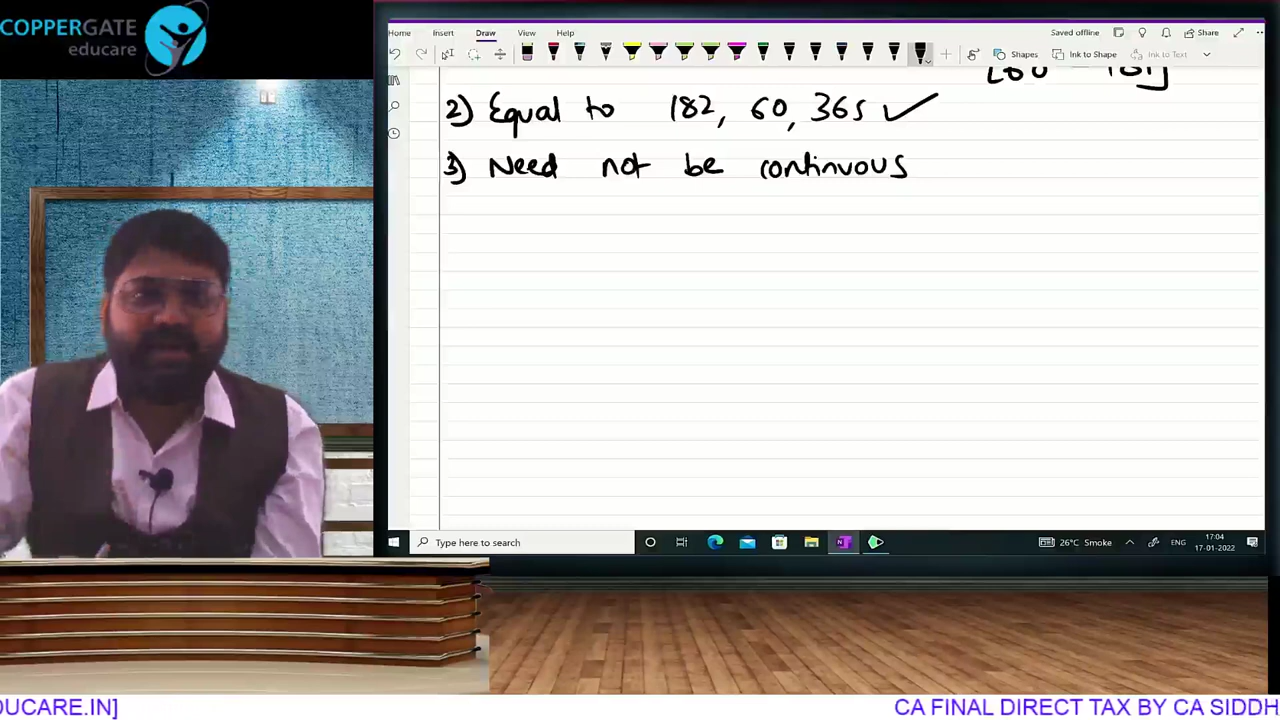 COPPERGATE
educare
Home Insert Draw View Help
Saved offline
Share
Shapes
Ink to Shape
Ink to Text
2) Equal to 182, 60, 365 ✓
3) Need not be continuous
Type here to search
26°C Smoke
ENG
17:04
17-01-2022
DUCARE.IN]
CA FINAL DIRECT TAX BY CA SIDDH